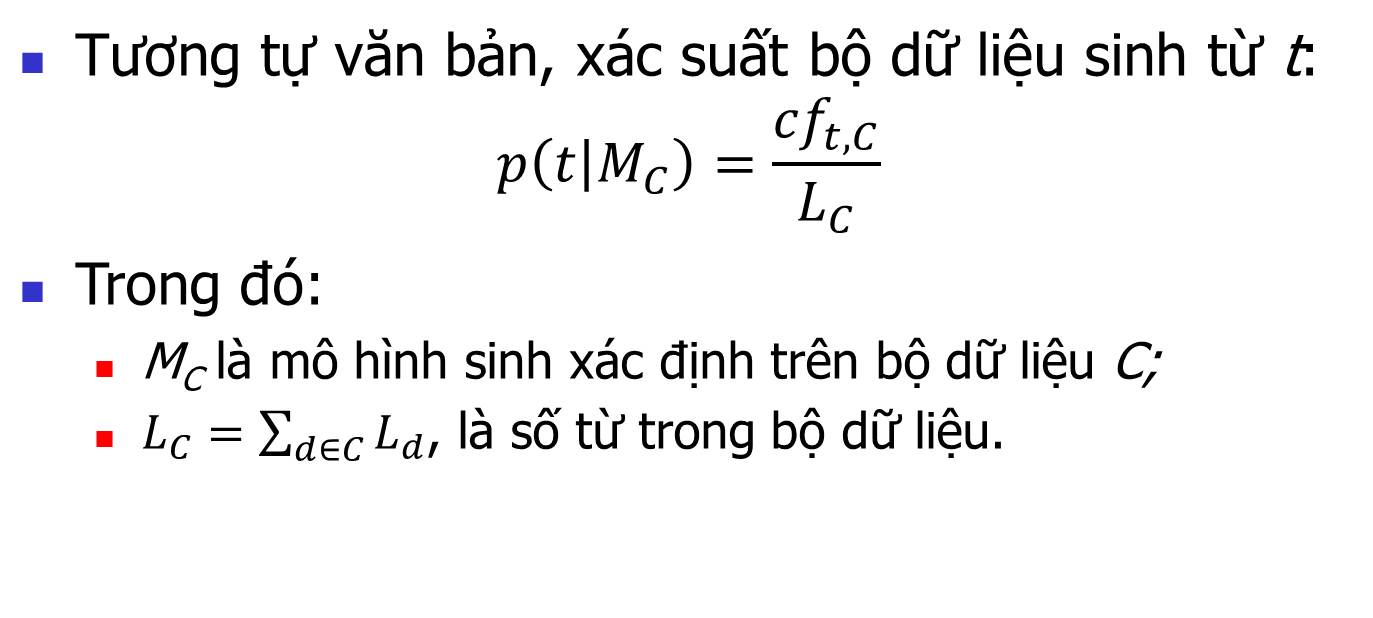 Tương tự văn bản, xác suất bộ dữ liệu sinh từ t:
p(t|M_C) = cf_{t,C} / L_C
Trong đó:
M_C là mô hình sinh xác định trên bộ dữ liệu C;
L_C = ∑_{d∈C} L_d, là số từ trong bộ dữ liệu.